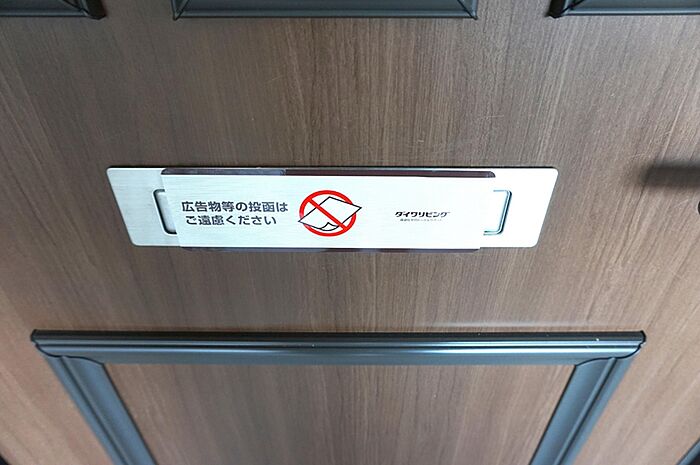 広告物等の投函は
ご遠慮ください
ダイワリビング